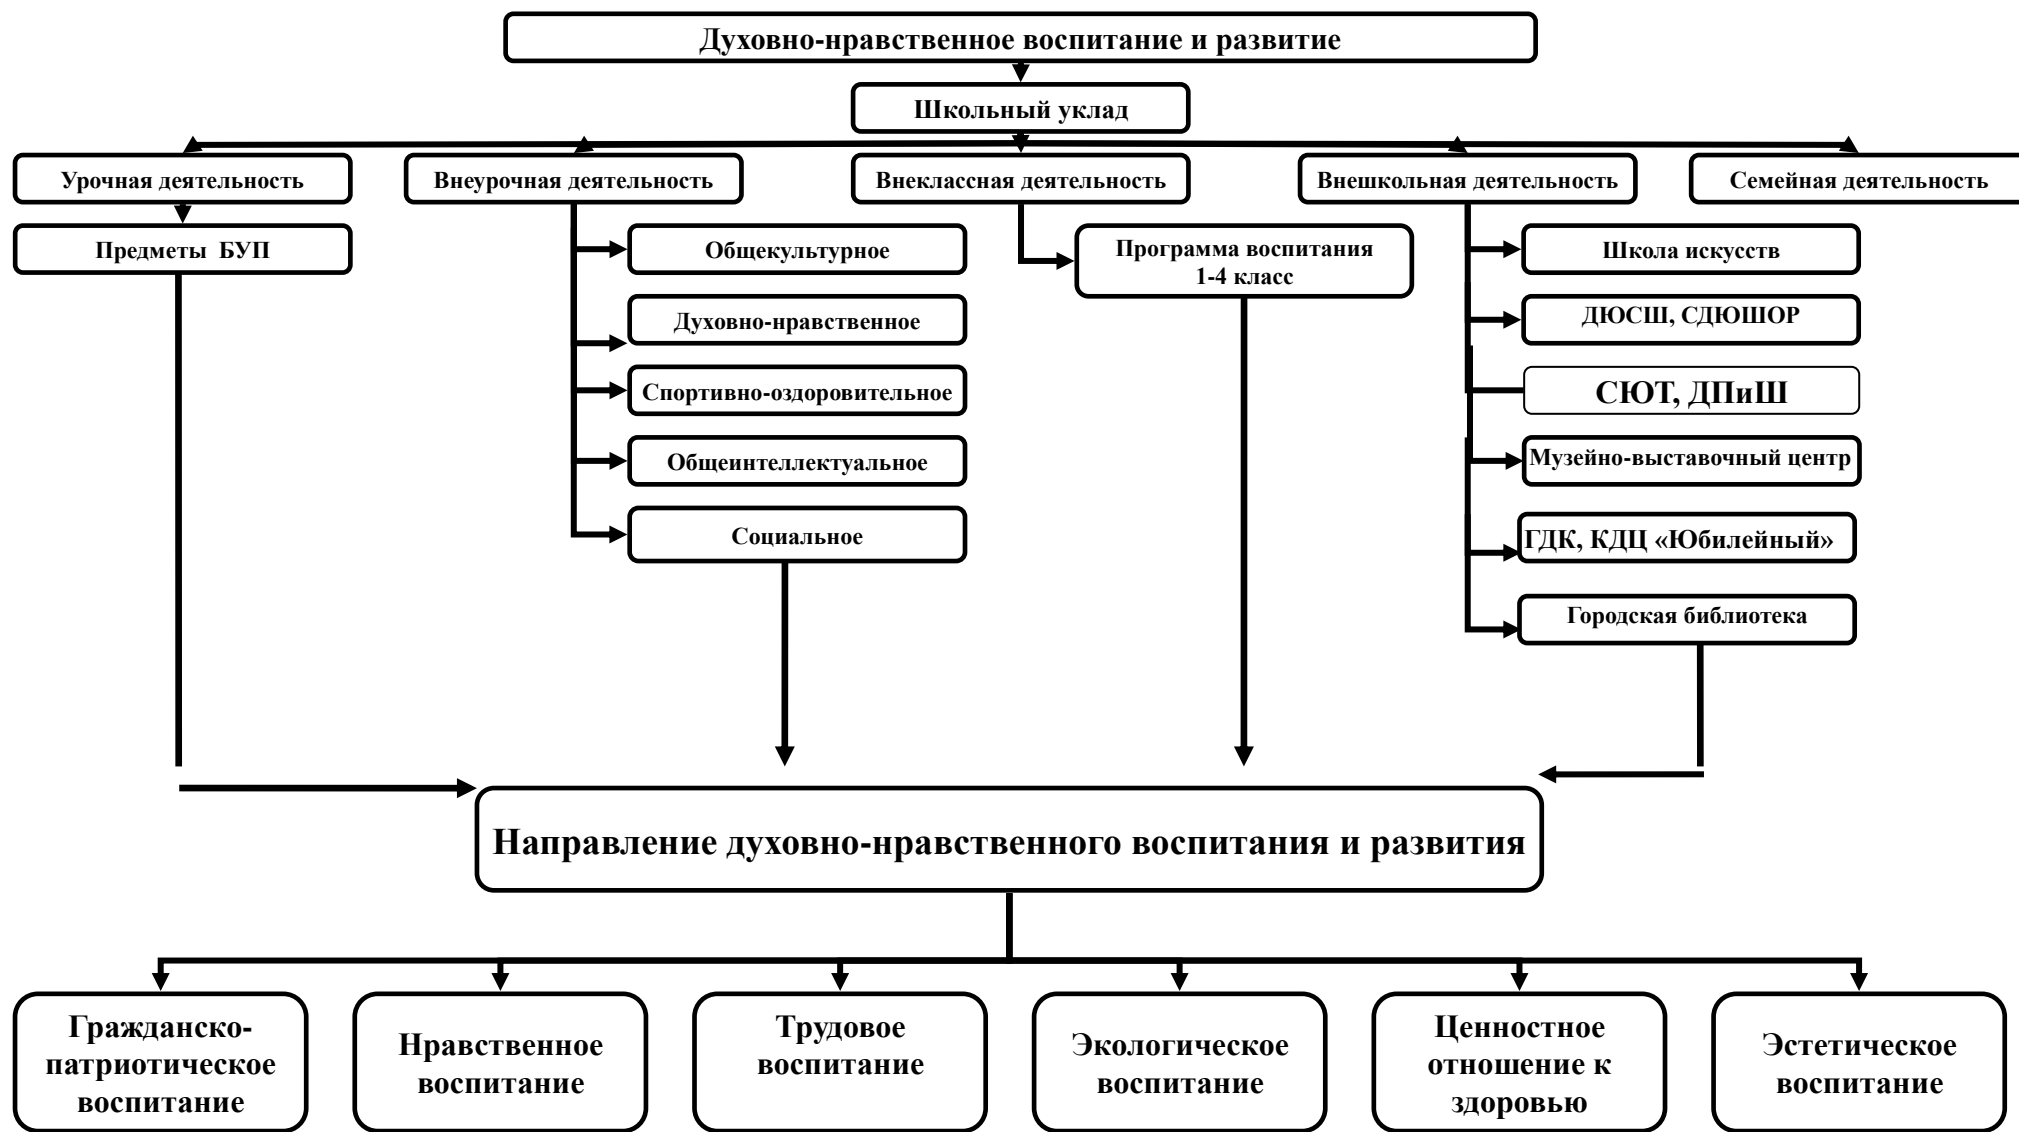 Духовно-нравственное воспитание и развитие
Школьный уклад
Урочная деятельность
Внеурочная деятельность
Внеклассная деятельность
Внешкольная деятельность
Семейная деятельность
Предметы БУП
Общекультурное
Духовно-нравственное
Спортивно-оздоровительное
Общеинтеллектуальное
Социальное
Программа воспитания
1-4 класс
Школа искусств
ДЮСШ, СДЮШОР
СЮТ, ДПиШ
Музейно-выставочный центр
ГДК, КДЦ «Юбилейный»
Городская библиотека
Направление духовно-нравственного воспитания и развития
Гражданско-
патриотическое
воспитание
Нравственное
воспитание
Трудовое
воспитание
Экологическое
воспитание
Ценностное
отношение к
здоровью
Эстетическое
воспитание